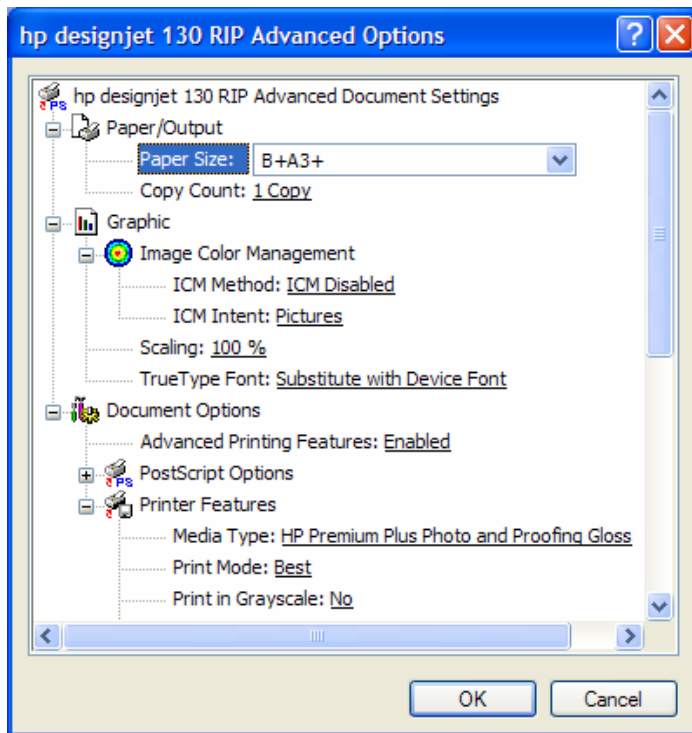 hp designjet 130 RIP Advanced Options
hp designjet 130 RIP Advanced Document Settings
Paper/Output
Paper Size: B+A3+
Copy Count: 1 Copy
Graphic
Image Color Management
ICM Method: ICM Disabled
ICM Intent: Pictures
Scaling: 100 %
TrueType Font: Substitute with Device Font
Document Options
Advanced Printing Features: Enabled
PostScript Options
Printer Features
Media Type: HP Premium Plus Photo and Proofing Gloss
Print Mode: Best
Print in Grayscale: No
OK Cancel